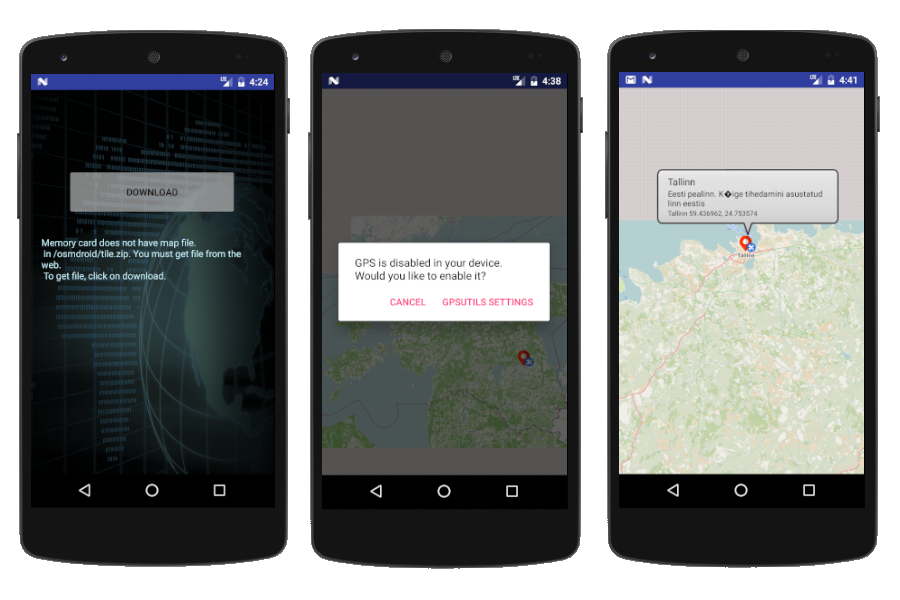 LTE
4:24
DOWNLOAD
Memory card does not have map file.
In /osmdroid/tile.zip. You must get file from the
web.
To get file, click on download.
LTE
4:38
GPS is disabled in your device.
Would you like to enable it?
CANCEL GPSUTILS SETTINGS
LTE
4:41
Tallinn
Eesti pealinn. K�ige tihedamini asustatud
linn eestis
Tallinn 59.436962, 24.753574
Tallinn